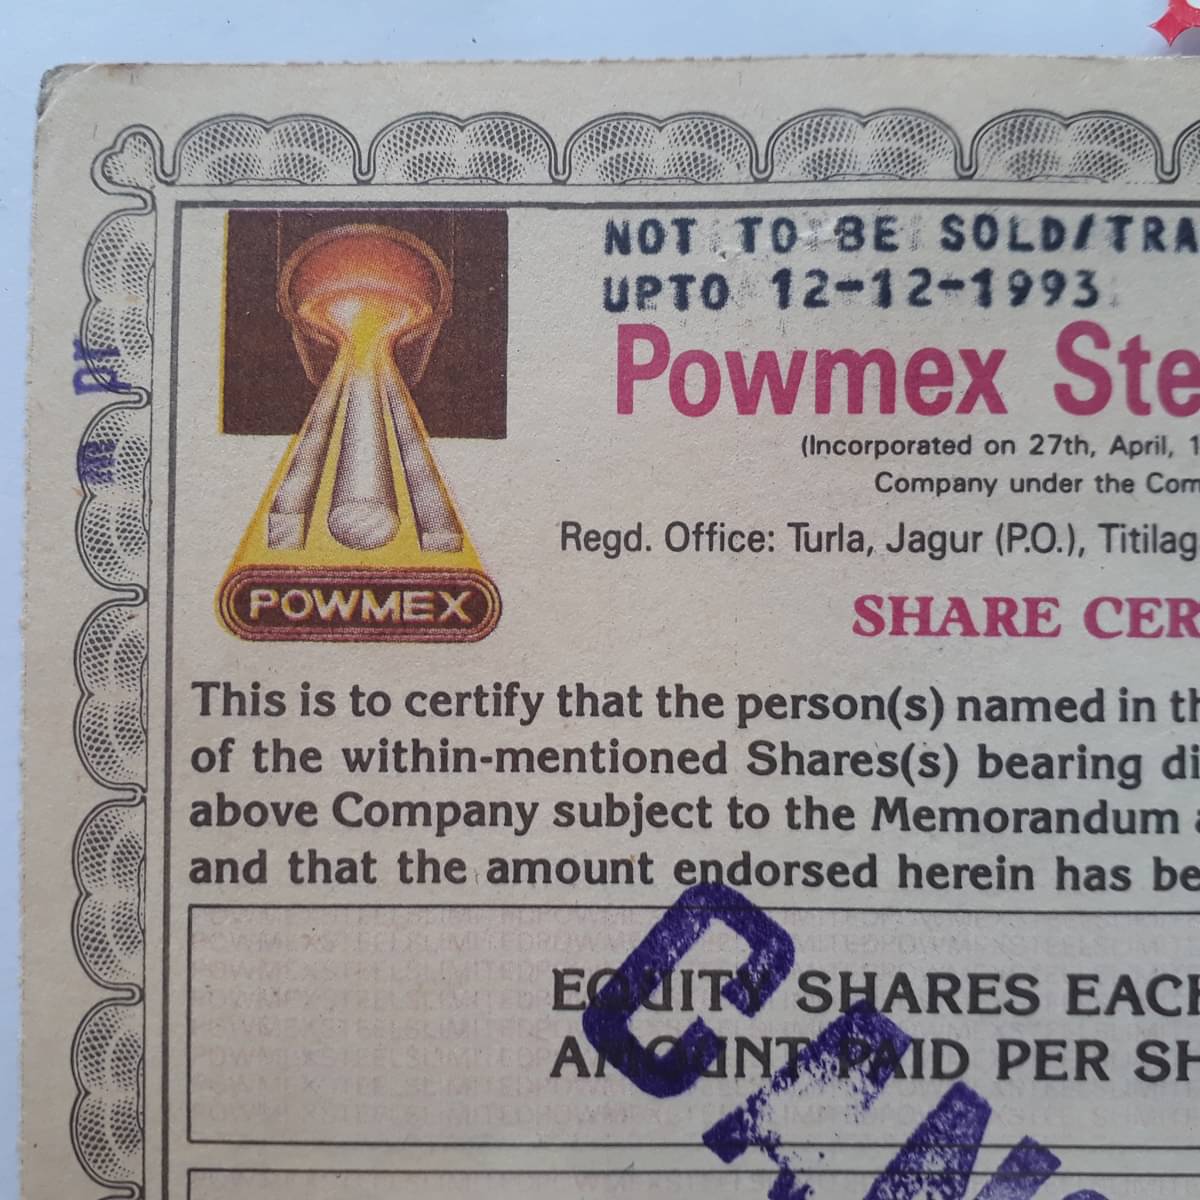 NOT TO BE SOLD/TRA
UPTO 12-12-1993
Powmex Ste
(Incorporated on 27th, April, 1
Company under the Com
Regd. Office: Turla, Jagur (P.O.), Titilag
POWMEX
SHARE CER
This is to certify that the person(s) named in th
of the within-mentioned Shares(s) bearing di
above Company subject to the Memorandum a
and that the amount endorsed herein has be
EQUITY SHARES EACH
AMOUNT PAID PER SH